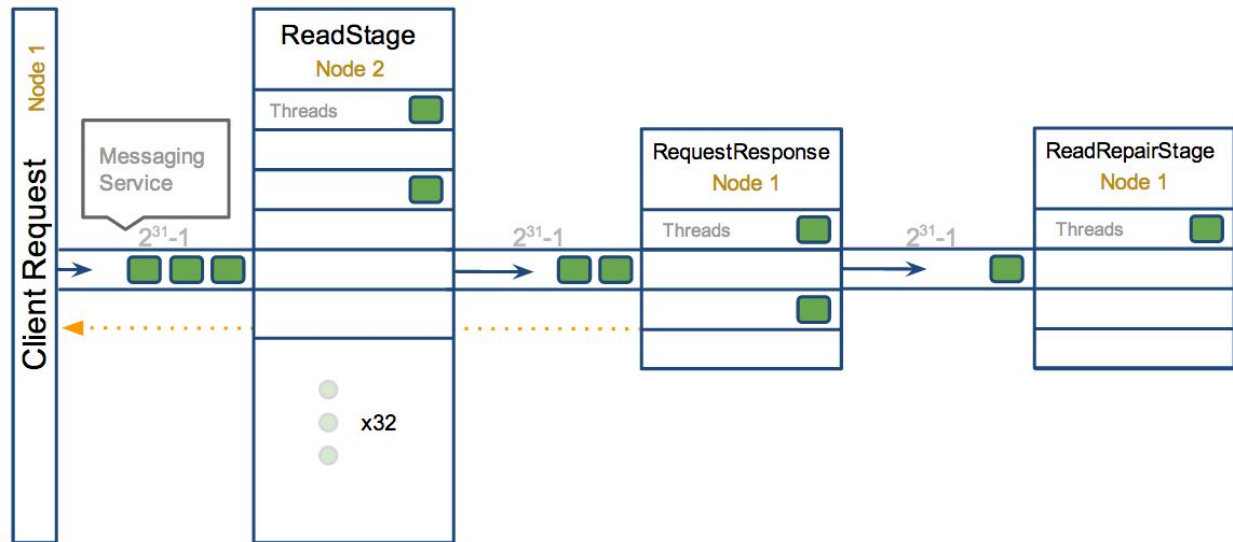 Client Request
Node 1
Messaging
Service
2³¹-1
ReadStage
Node 2
Threads
x32
2³¹-1
RequestResponse
Node 1
Threads
2³¹-1
ReadRepairStage
Node 1
Threads